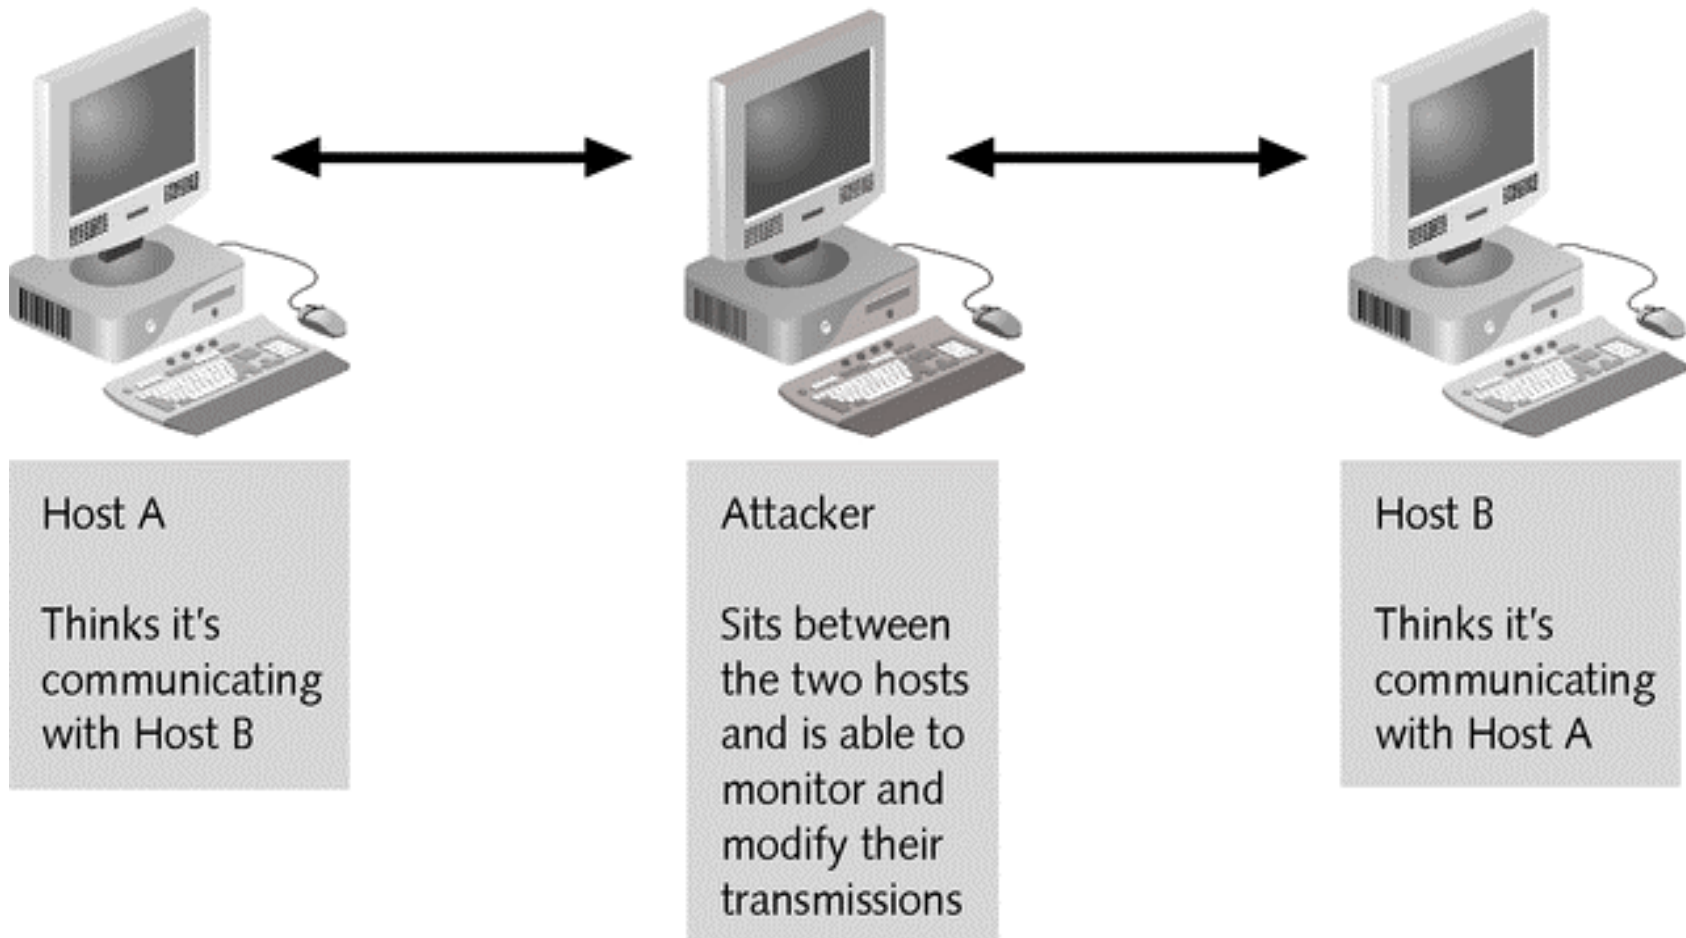 Host A
Thinks it's
communicating
with Host B
Attacker
Sits between
the two hosts
and is able to
monitor and
modify their
transmissions
Host B
Thinks it's
communicating
with Host A